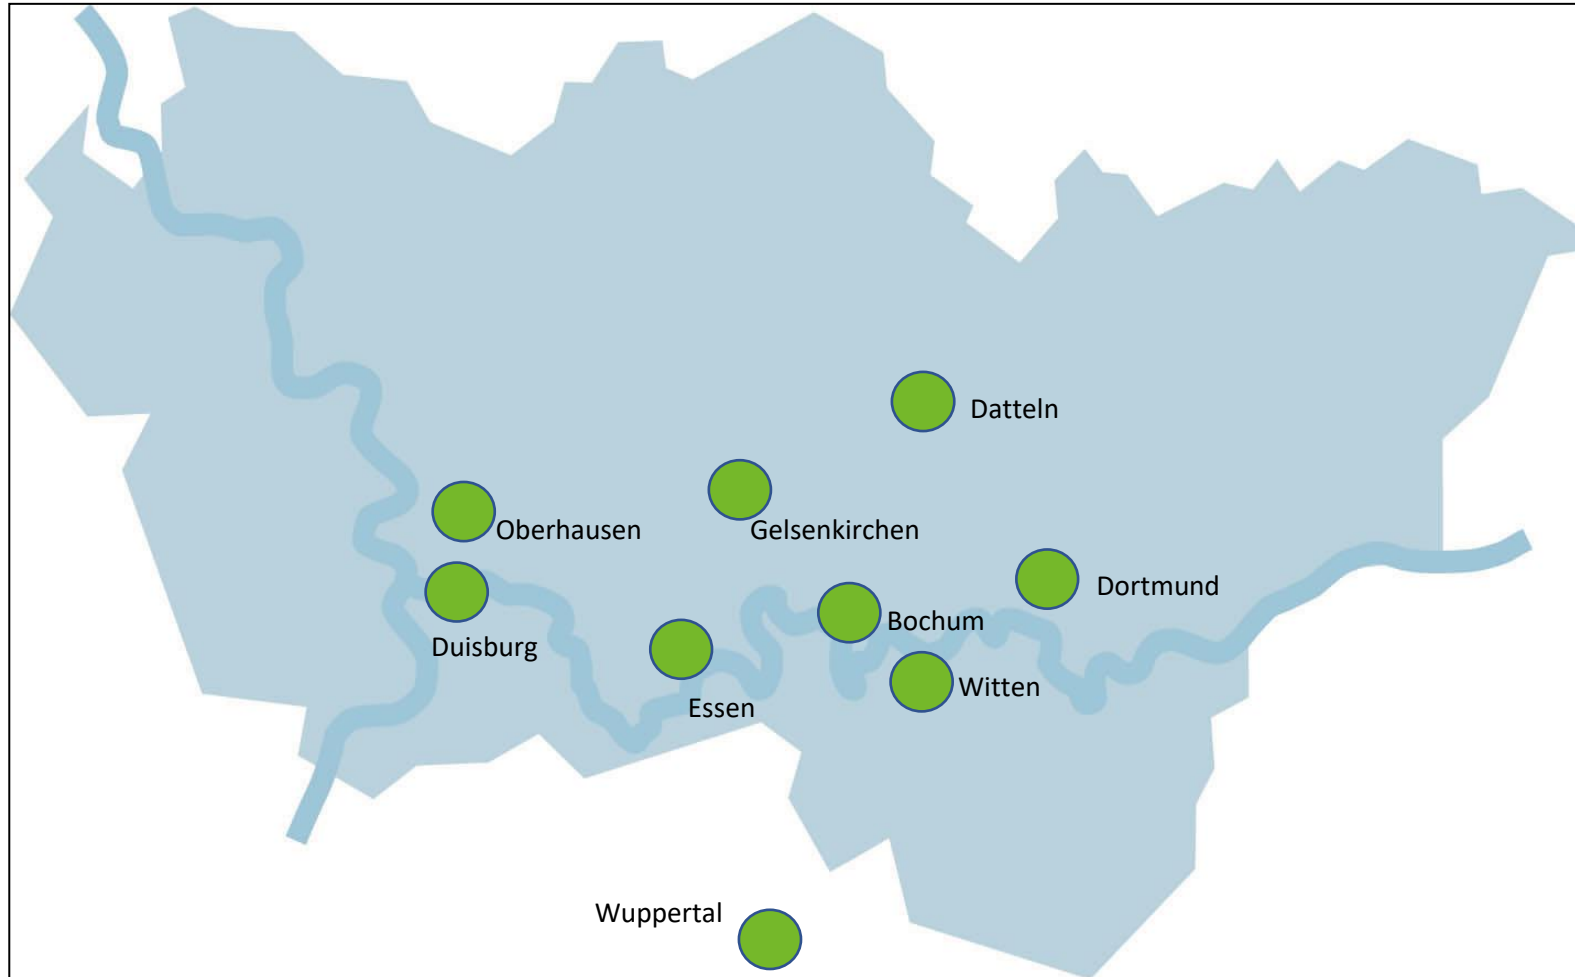 Datteln
Oberhausen
Gelsenkirchen
Dortmund
Bochum
Duisburg
Witten
Essen
Wuppertal